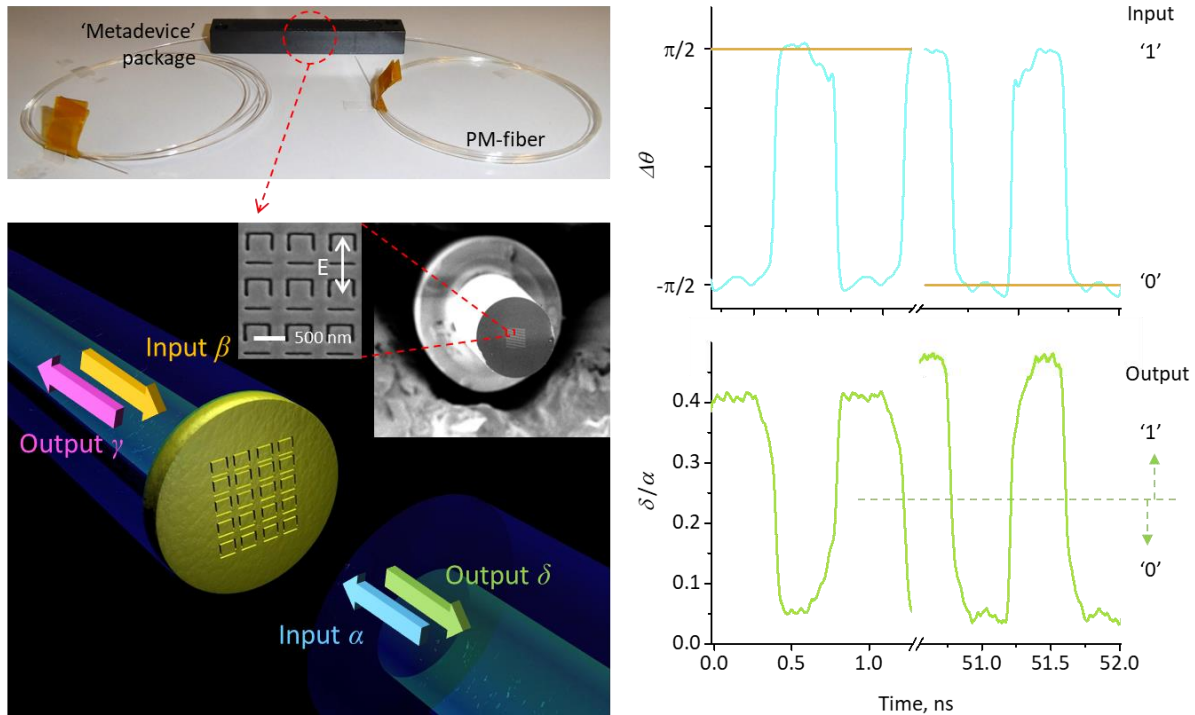 ‘Metadevice’
package
PM-fiber
E
500 nm
Input β
Output γ
Output δ
Input α
Input
π/2
‘1’
Δθ
-π/2
‘0’
Output
0.4
‘1’
0.3
δ/α
0.2
‘0’
0.1
0.0
0.0
0.5
1.0
51.0
51.5
52.0
Time, ns